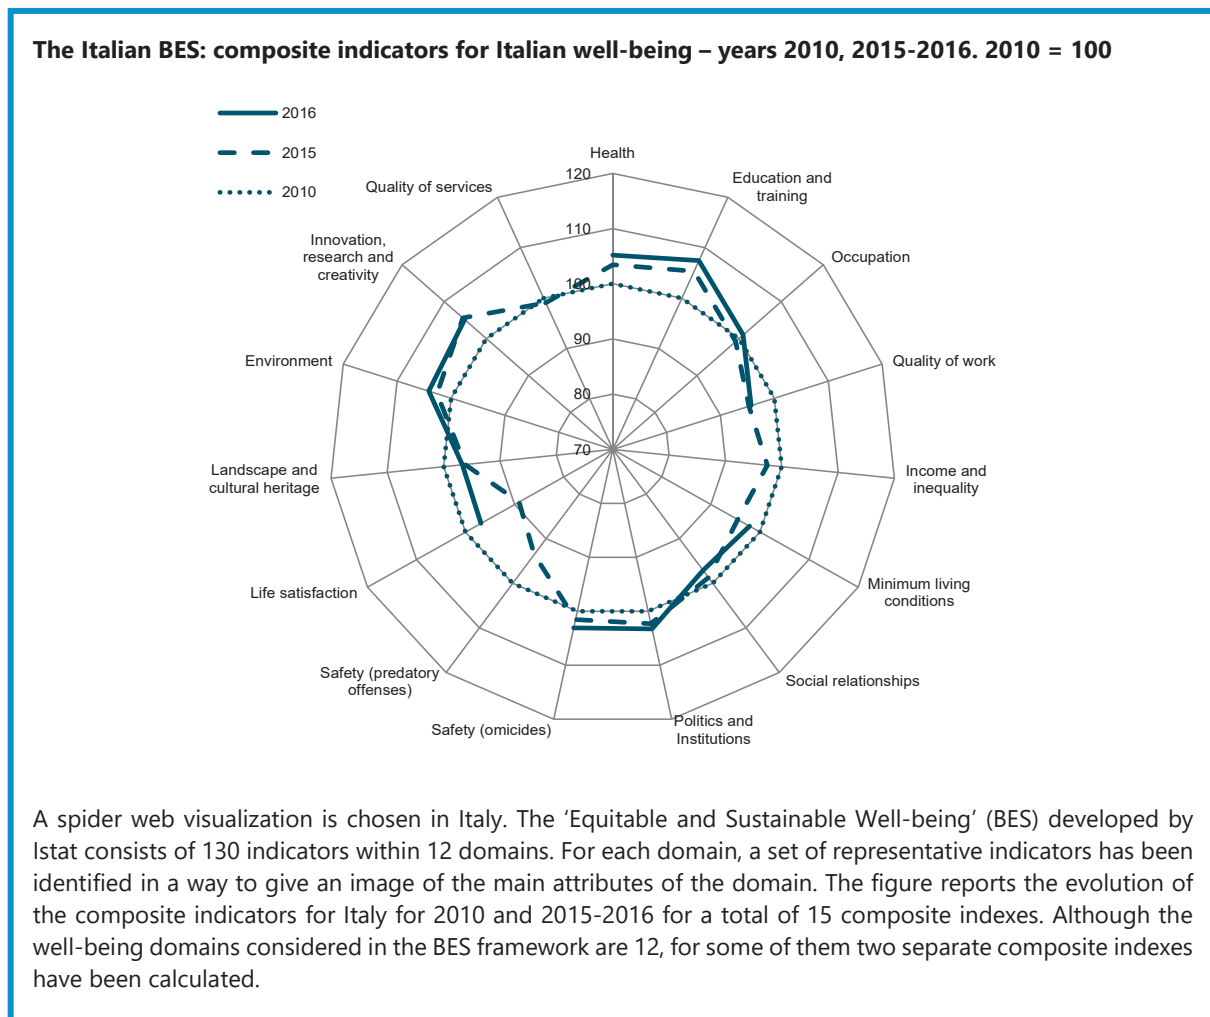 The Italian BES: composite indicators for Italian well-being – years 2010, 2015-2016. 2010 = 100
2016
2015
2010
Health
120
110
100
90
80
70
Education and
training
Occupation
Quality of work
Income and
inequality
Minimum living
conditions
Social relationships
Politics and
Institutions
Safety (omicides)
Safety (predatory
offenses)
Life satisfaction
Landscape and
cultural heritage
Environment
Innovation,
research and
creativity
Quality of services
A spider web visualization is chosen in Italy. The ‘Equitable and Sustainable Well-being’ (BES) developed by
Istat consists of 130 indicators within 12 domains. For each domain, a set of representative indicators has been
identified in a way to give an image of the main attributes of the domain. The figure reports the evolution of
the composite indicators for Italy for 2010 and 2015-2016 for a total of 15 composite indexes. Although the
well-being domains considered in the BES framework are 12, for some of them two separate composite indexes
have been calculated.